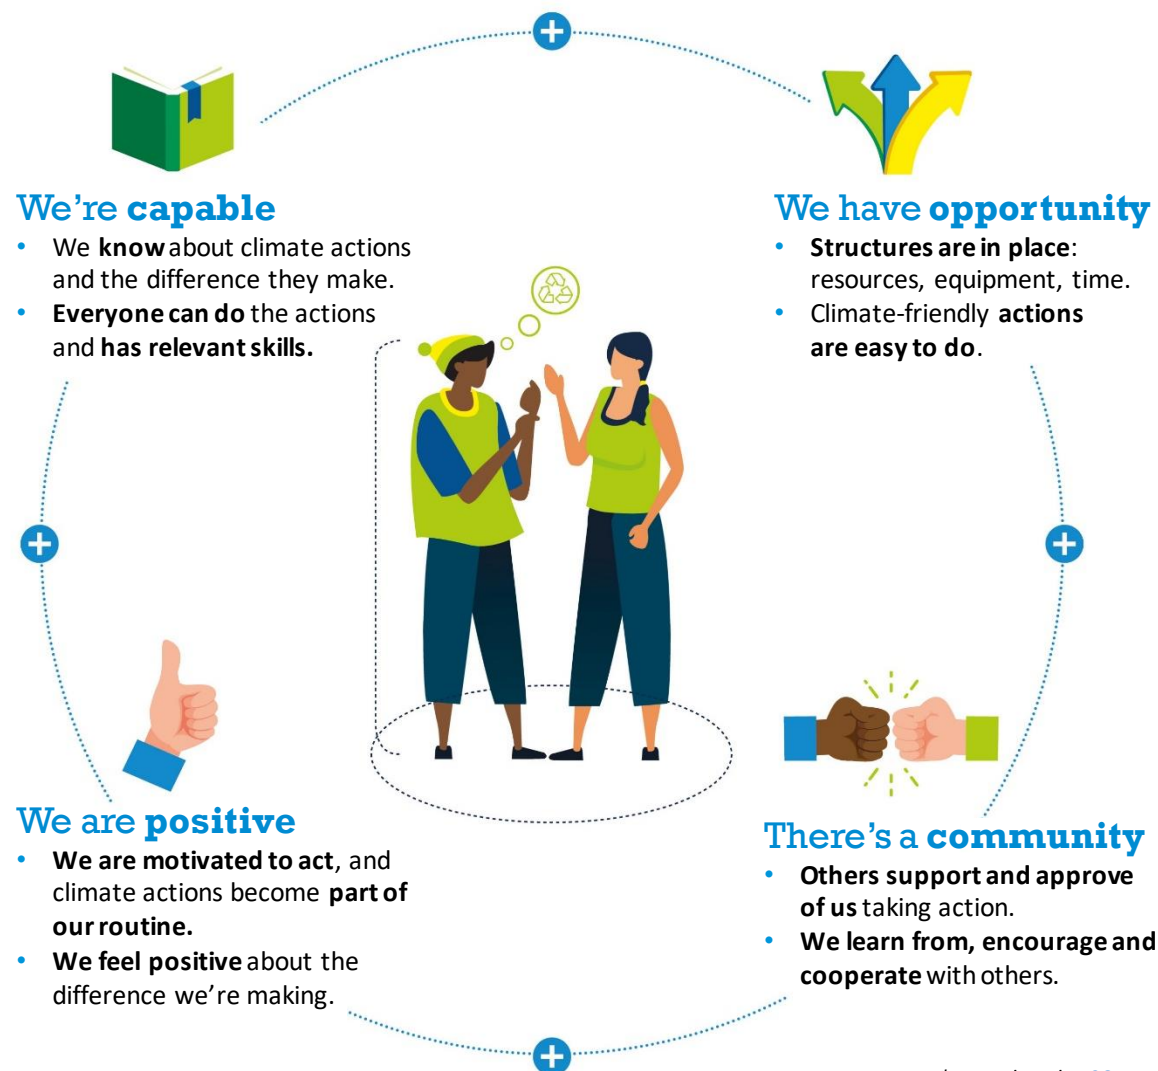 We're capable
• We know about climate actions
and the difference they make.
• Everyone can do the actions
and has relevant skills.
We have opportunity
• Structures are in place:
resources, equipment, time.
• Climate-friendly actions
are easy to do.
We are positive
• We are motivated to act, and
climate actions become part of
our routine.
• We feel positive about the
difference we're making.
There's a community
• Others support and approve
of us taking action.
• We learn from, encourage and
cooperate with others.